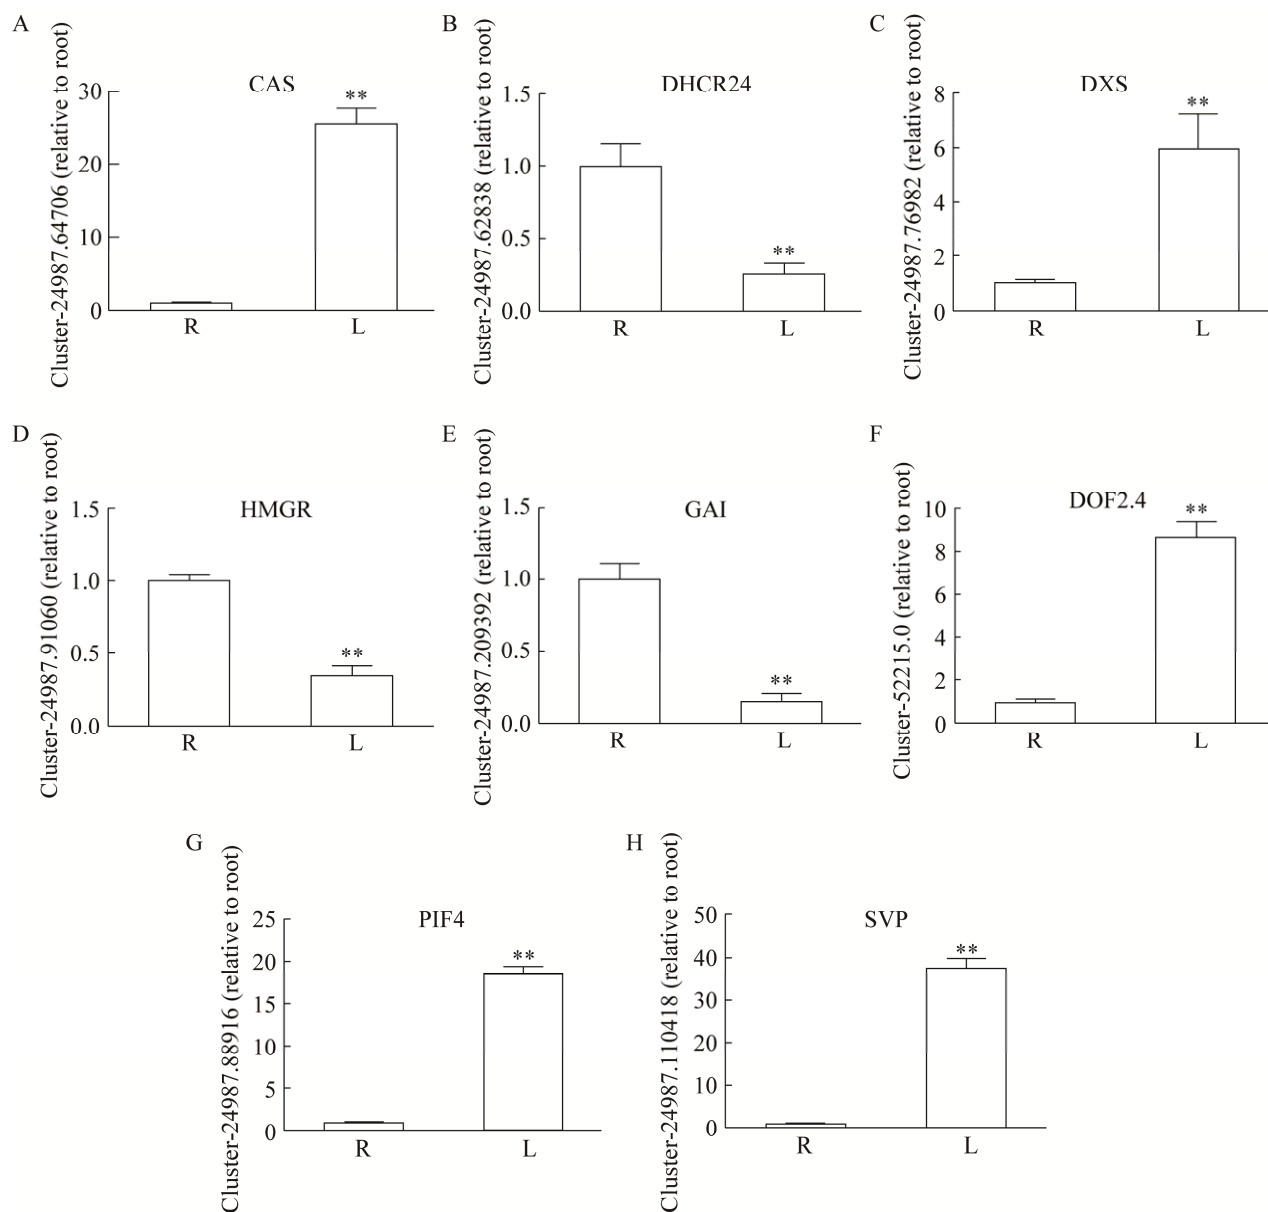 A
Cluster-24987.64706 (relative to root)
CAS
30
20
10
0
**
R
L
B
Cluster-24987.62838 (relative to root)
DHCR24
1.5
1.0
0.5
0.0
**
R
L
C
Cluster-24987.76982 (relative to root)
DXS
8
6
4
2
0
**
R
L
D
Cluster-24987.91060 (relative to root)
HMGR
1.5
1.0
0.5
0.0
**
R
L
E
Cluster-24987.209392 (relative to root)
GAI
1.5
1.0
0.5
0.0
**
R
L
F
Cluster-52215.0 (relative to root)
DOF2.4
10
8
6
4
2
0
**
R
L
G
Cluster-24987.88916 (relative to root)
PIF4
25
20
15
10
5
0
**
R
L
H
Cluster-24987.110418 (relative to root)
SVP
50
40
30
20
10
0
**
R
L